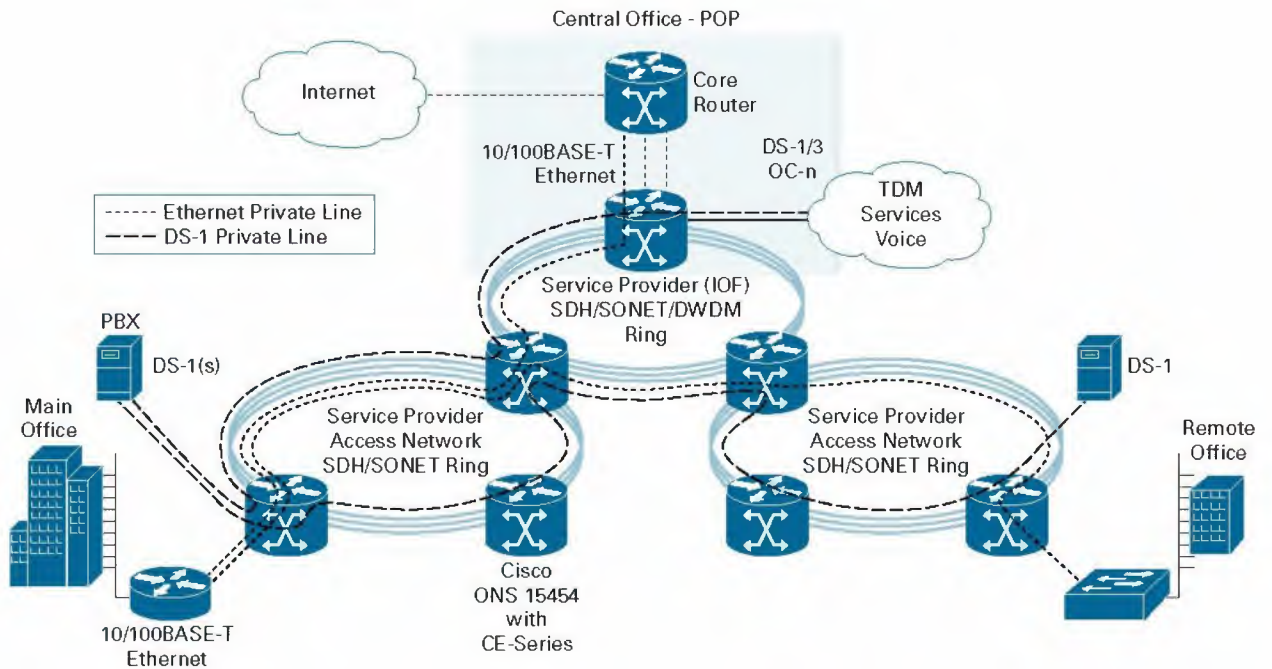 Central Office - POP
Internet
Core
Router
10/100BASE-T
Ethernet
DS-1/3
OC-n
TDM
Services
Voice
Ethernet Private Line
DS-1 Private Line
Service Provider (IOF)
SDH/SONET/DWDM
Ring
PBX
DS-1(s)
DS-1
Main
Office
Service Provider
Access Network
SDH/SONET Ring
Service Provider
Access Network
SDH/SONET Ring
Remote
Office
Cisco
ONS 15454
with
CE-Series
10/100BASE-T
Ethernet